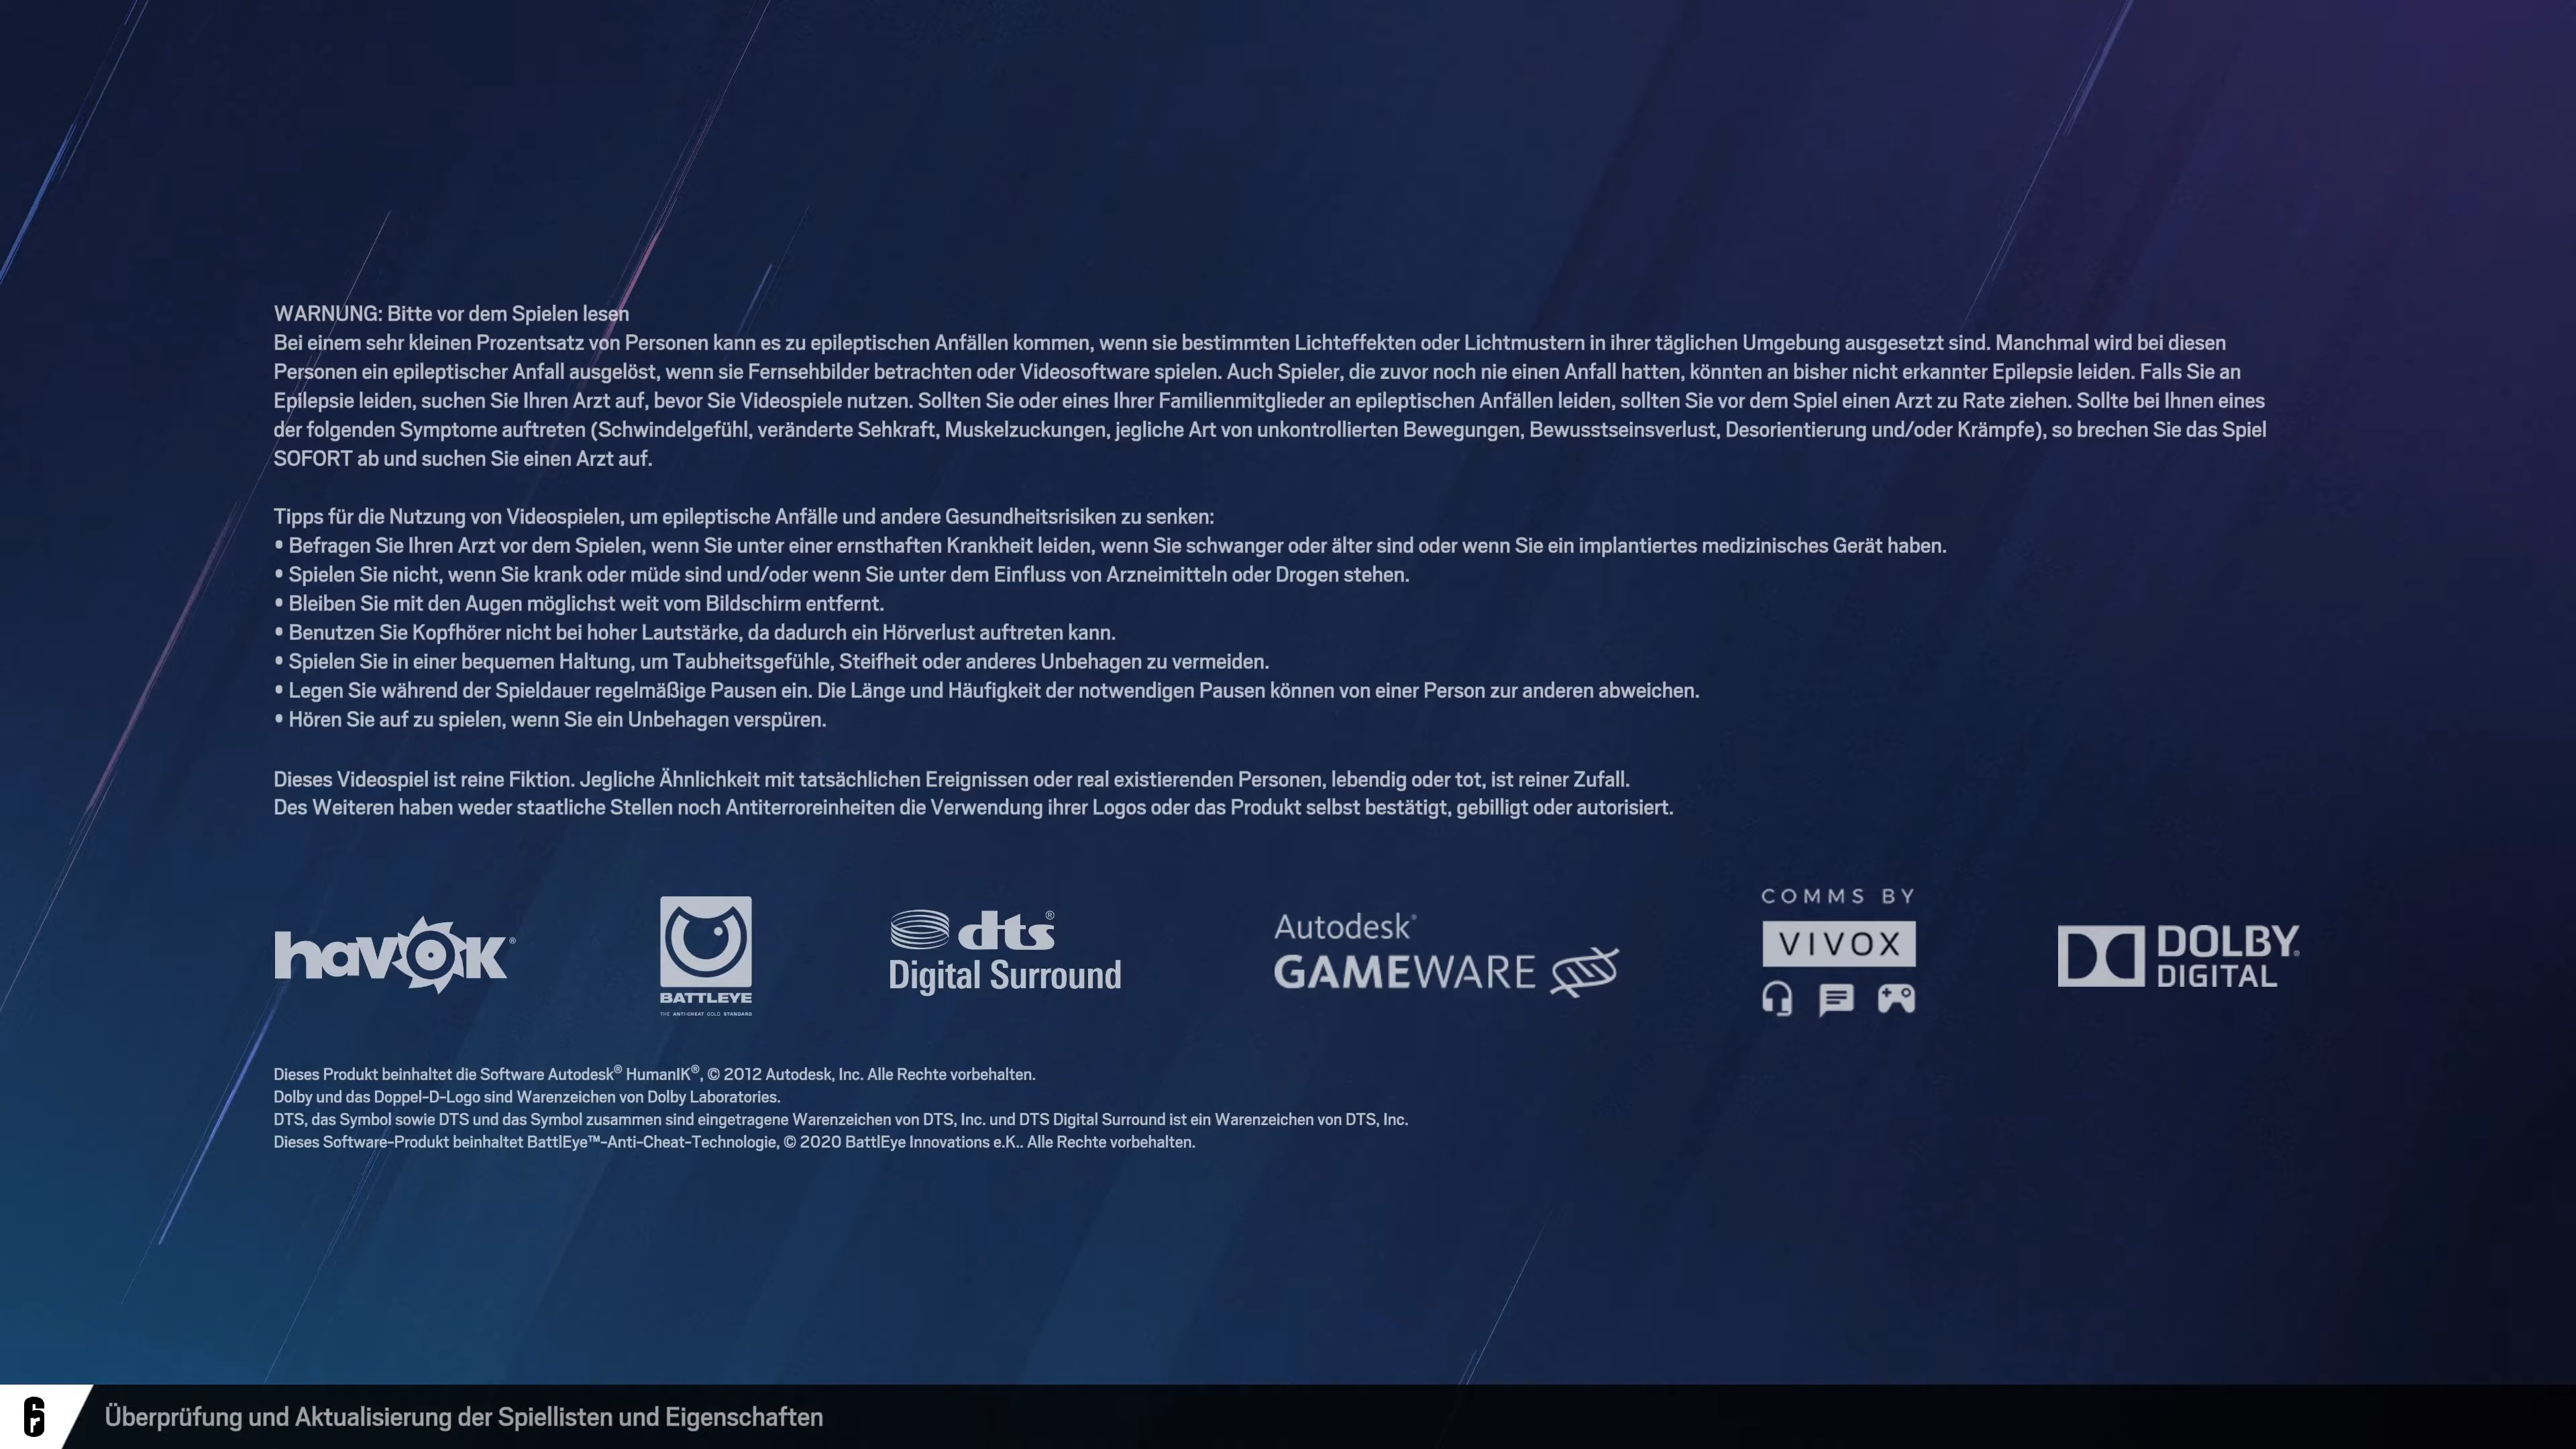 WARNUNG: Bitte vor dem Spielen lesen
Bei einem sehr kleinen Prozentsatz von Personen kann es zu epileptischen Anfällen kommen, wenn sie bestimmten Lichteffekten oder Lichtmustern in ihrer täglichen Umgebung ausgesetzt sind. Manchmal wird bei diesen
Personen ein epileptischer Anfall ausgelöst, wenn sie Fernsehbilder betrachten oder Videosoftware spielen. Auch Spieler, die zuvor noch nie einen Anfall hatten, könnten an bisher nicht erkannter Epilepsie leiden. Falls Sie an
Epilepsie leiden, suchen Sie Ihren Arzt auf, bevor Sie Videospiele nutzen. Sollten Sie oder eines Ihrer Familienmitglieder an epileptischen Anfällen leiden, sollten Sie vor dem Spiel einen Arzt zu Rate ziehen. Sollte bei Ihnen eines
der folgenden Symptome auftreten (Schwindelgefühl, veränderte Sehkraft, Muskelzuckungen, jegliche Art von unkontrollierten Bewegungen, Bewusstseinsverlust, Desorientierung und/oder Krämpfe), so brechen Sie das Spiel
SOFORT ab und suchen Sie einen Arzt auf.
Tipps für die Nutzung von Videospielen, um epileptische Anfälle und andere Gesundheitsrisiken zu senken:
• Befragen Sie Ihren Arzt vor dem Spielen, wenn Sie unter einer ernsthaften Krankheit leiden, wenn Sie schwanger oder älter sind oder wenn Sie ein implantiertes medizinisches Gerät haben.
• Spielen Sie nicht, wenn Sie krank oder müde sind und/oder wenn Sie unter dem Einfluss von Arzneimitteln oder Drogen stehen.
• Bleiben Sie mit den Augen möglichst weit vom Bildschirm entfernt.
• Benutzen Sie Kopfhörer nicht bei hoher Lautstärke, da dadurch ein Hörverlust auftreten kann.
• Spielen Sie in einer bequemen Haltung, um Taubheitsgefühle, Steifheit oder anderes Unbehagen zu vermeiden.
• Legen Sie während der Spieldauer regelmäßige Pausen ein. Die Länge und Häufigkeit der notwendigen Pausen können von einer Person zur anderen abweichen.
• Hören Sie auf zu spielen, wenn Sie ein Unbehagen verspüren.
Dieses Videospiel ist reine Fiktion. Jegliche Ähnlichkeit mit tatsächlichen Ereignissen oder real existierenden Personen, lebendig oder tot, ist reiner Zufall.
Des Weiteren haben weder staatliche Stellen noch Antiterroreinheiten die Verwendung ihrer Logos oder das Produkt selbst bestätigt, gebilligt oder autorisiert.
havok®
BATTLEYE
THE ANTI-CHEAT GOLD STANDARD
dts®
Digital Surround
Autodesk®
GAMEWARE
COMMS BY
VIVOX
DOLBY®
DIGITAL
Dieses Produkt beinhaltet die Software Autodesk® HumanIK®, © 2012 Autodesk, Inc. Alle Rechte vorbehalten.
Dolby und das Doppel-D-Logo sind Warenzeichen von Dolby Laboratories.
DTS, das Symbol sowie DTS und das Symbol zusammen sind eingetragene Warenzeichen von DTS, Inc. und DTS Digital Surround ist ein Warenzeichen von DTS, Inc.
Dieses Software-Produkt beinhaltet BattlEye™-Anti-Cheat-Technologie, © 2020 BattlEye Innovations e.K.. Alle Rechte vorbehalten.
6
Überprüfung und Aktualisierung der Spiellisten und Eigenschaften